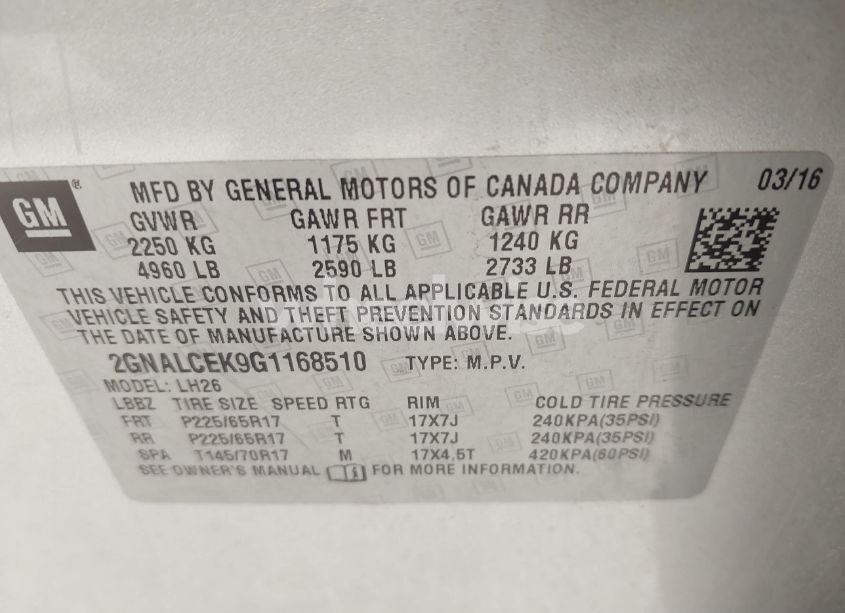 GM ® MFD BY GENERAL MOTORS OF CANADA COMPANY 03/16
GVWR GAWR FRT GAWR RR
2250 KG 1175 KG 1240 KG
4960 LB 2590 LB 2733 LB
THIS VEHICLE CONFORMS TO ALL APPLICABLE U.S. FEDERAL MOTOR
VEHICLE SAFETY AND THEFT PREVENTION STANDARDS IN EFFECT ON
THE DATE OF MANUFACTURE SHOWN ABOVE.
2GNALCEK9G1168510 TYPE: M.P.V.
MODEL: LH26
LBBZ TIRE SIZE SPEED RTG RIM COLD TIRE PRESSURE
FRT P225/65R17 T 17X7J 240KPA(35PSI)
RR P225/65R17 T 17X7J 240KPA(35PSI)
SPA T145/70R17 M 17X4.5T 420KPA(60PSI)
SEE OWNER'S MANUAL FOR MORE INFORMATION.